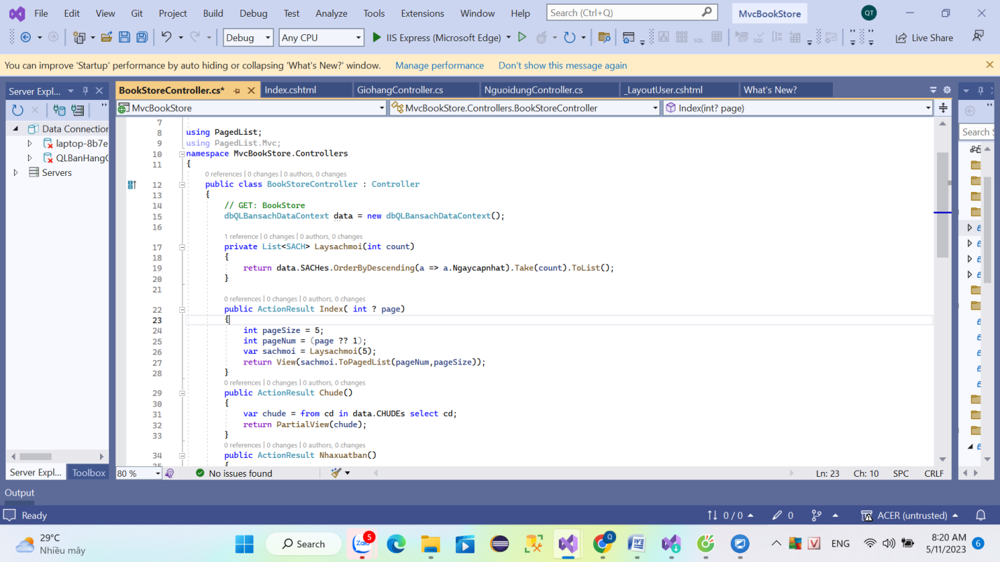 File Edit View Git Project Build Debug Test Analyze Tools Extensions Window Help Search (Ctrl+Q) MvcBookStore QT
Debug Any CPU IIS Express (Microsoft Edge) Live Share
You can improve 'Startup' performance by auto hiding or collapsing 'What's New?' window. Manage performance Don't show this message again
Server Expl... BookStoreController.cs* Index.cshtml GiohangController.cs NguoidungController.cs _LayoutUser.cshtml What's New?
MvcBookStore MvcBookStore.Controllers.BookStoreController Index(int? page)
Data Connection
laptop-8b7e
QLBanHangC
Servers
Search S
7
8 using PagedList;
9 using PagedList.Mvc;
10 namespace MvcBookStore.Controllers
11 {
0 references | 0 changes | 0 authors, 0 changes
12 public class BookStoreController : Controller
13 {
14 // GET: BookStore
15 dbQLBansachDataContext data = new dbQLBansachDataContext();
16
1 reference | 0 changes | 0 authors, 0 changes
17 private List<SACH> Laysachmoi(int count)
18 {
19 return data.SACHes.OrderByDescending(a => a.Ngaycapnhat).Take(count).ToList();
20 }
21
0 references | 0 changes | 0 authors, 0 changes
22 public ActionResult Index( int ? page)
23 {
24 int pageSize = 5;
25 int pageNum = (page ?? 1);
26 var sachmoi = Laysachmoi(5);
27 return View(sachmoi.ToPagedList(pageNum,pageSize));
28 }
0 references | 0 changes | 0 authors, 0 changes
29 public ActionResult Chude()
30 {
31 var chude = from cd in data.CHUDEs select cd;
32 return PartialView(chude);
33 }
0 references | 0 changes | 0 authors, 0 changes
34 public ActionResult Nhaxuatban()
35 {
Server Expl... Toolbox 80 % No issues found Ln: 23 Ch: 10 SPC CRLF
Output
Ready 0 / 0 0 ACER (untrusted)
29°C
Nhiều mây
Search Zalo 5 Q ENG
8:20 AM
5/11/2023 6